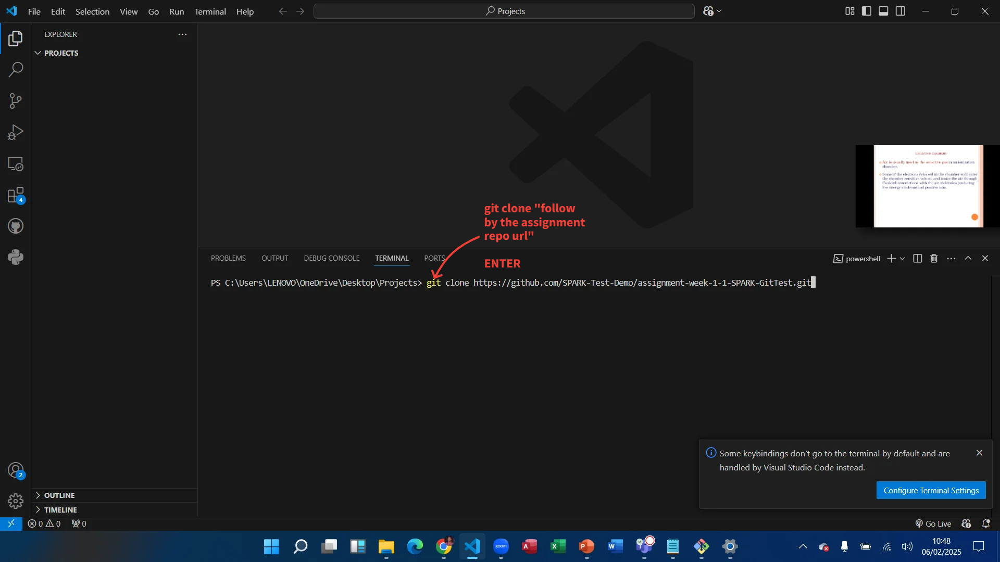 File Edit Selection View Go Run Terminal Help
Projects
EXPLORER
PROJECTS
IONIZATION CHAMBERS
Air is usually used as the sensitive gas in an ionization
chamber.
Some of the electrons released in the chamber wall enter
the chamber sensitive volume and ionize the air through
Coulomb interactions with the air molecules producing
low energy electrons and positive ions.
4
git clone "follow
by the assignment
repo url"
ENTER
PROBLEMS OUTPUT DEBUG CONSOLE TERMINAL PORTS
powershell
PS C:\Users\LENOVO\OneDrive\Desktop\Projects> git clone https://github.com/SPARK-Test-Demo/assignment-week-1-1-SPARK-GitTest.git
Some keybindings don't go to the terminal by default and are
handled by Visual Studio Code instead.
Configure Terminal Settings
2
OUTLINE
TIMELINE
0 0 0
Go Live
zoom
A
X
P
W
10:48
06/02/2025